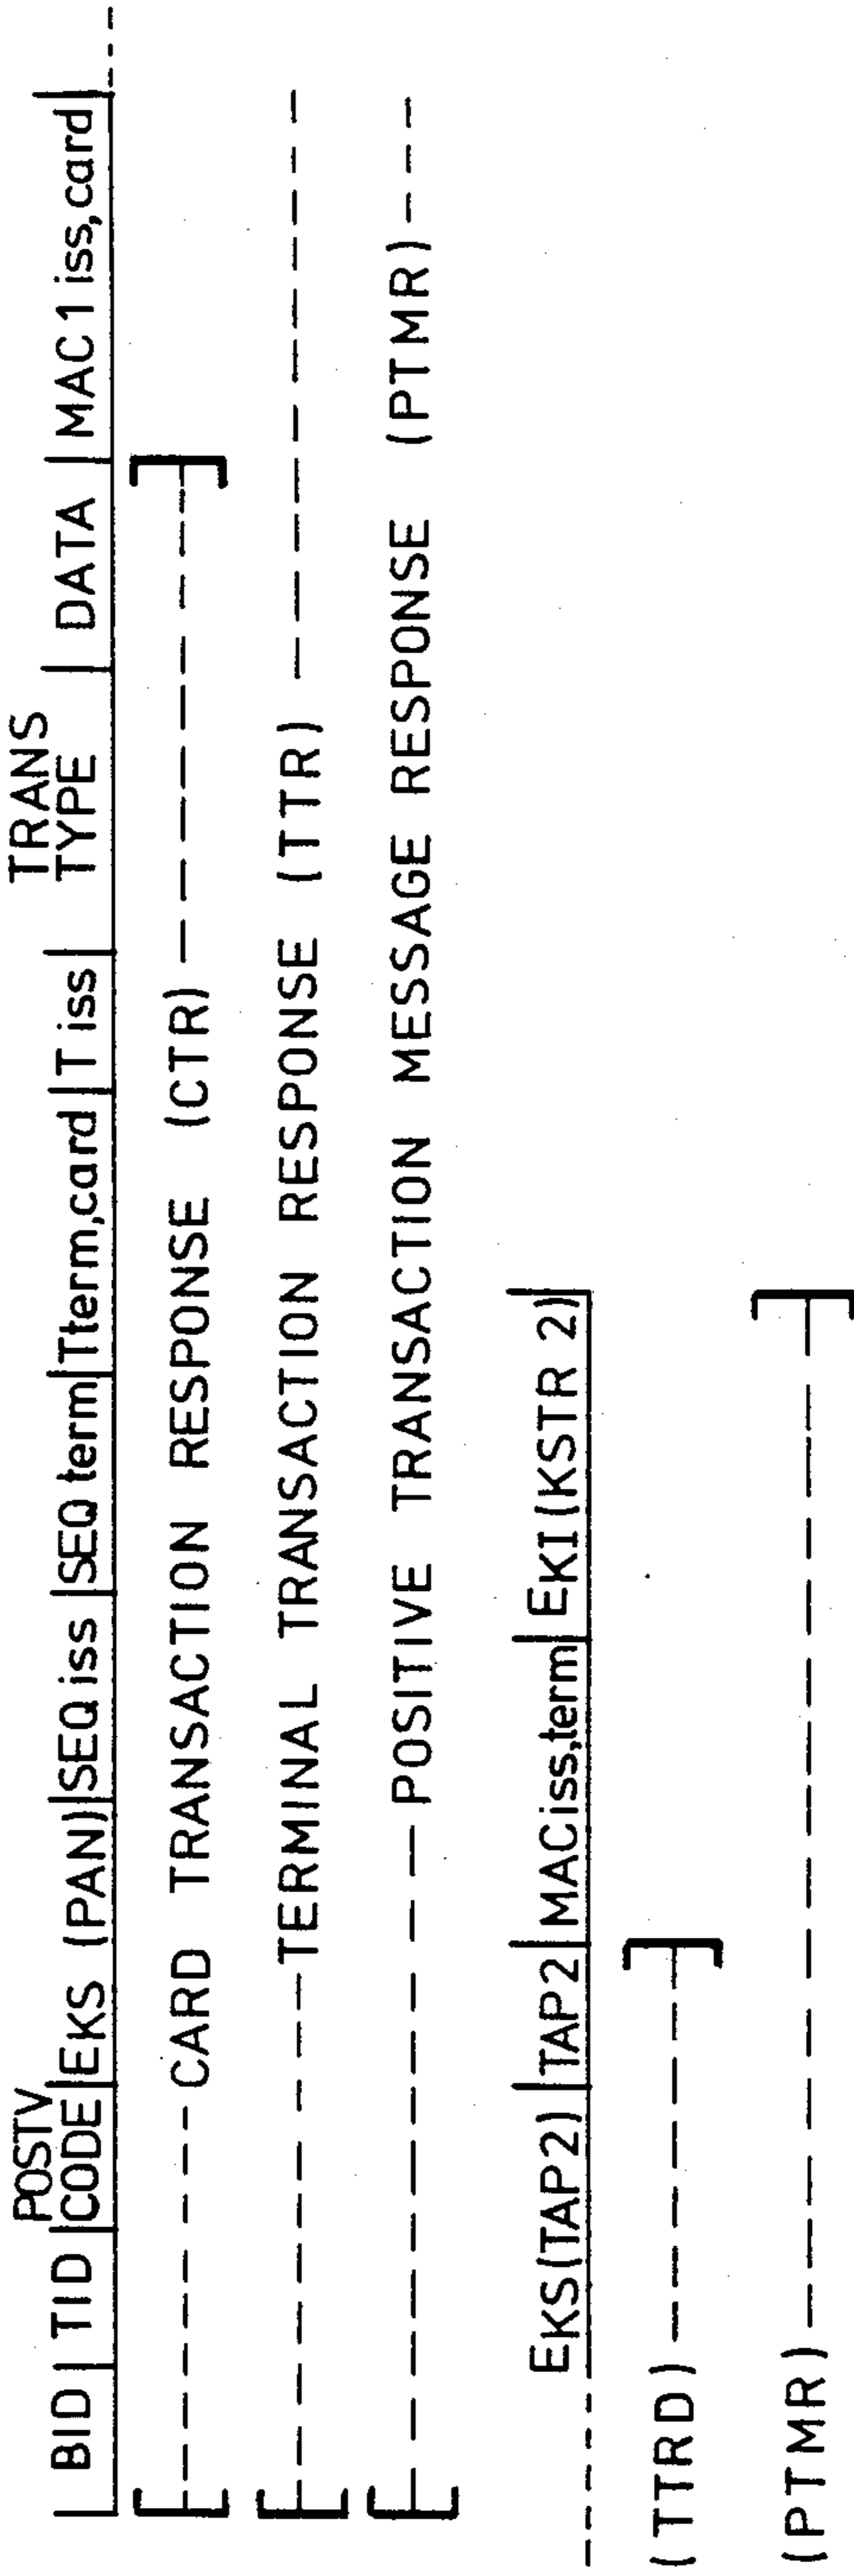 BID | TID | POSTV CODE | EKS (PAN) | SEQ iss | SEQ term | Tterm,card | T iss | TRANS TYPE | DATA | MAC1 iss,card
CARD TRANSACTION RESPONSE (CTR)
TERMINAL TRANSACTION RESPONSE (TTR)
POSITIVE TRANSACTION MESSAGE RESPONSE (PTMR)
EKS(TAP2) | TAP2 | MACiss,term | EKI(KSTR 2)
(TTRD)
(PTMR)